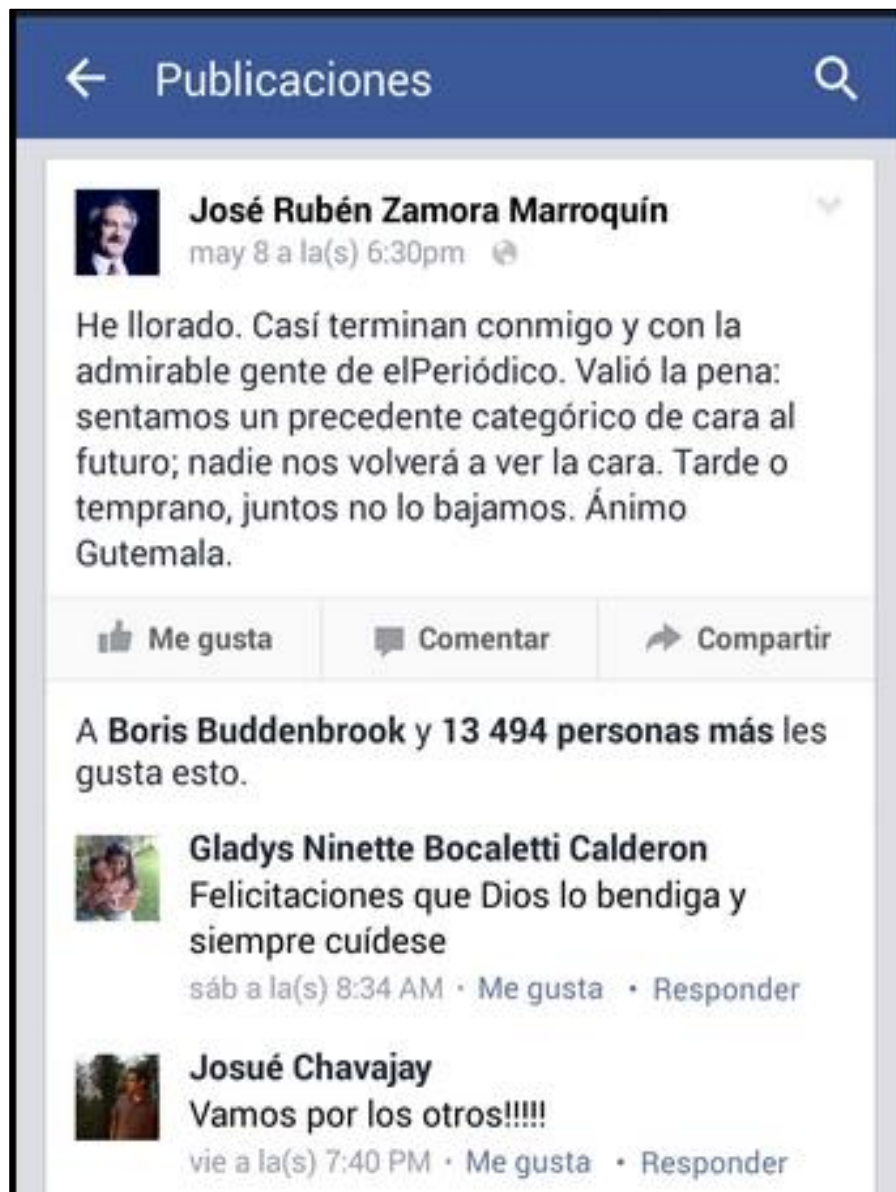 Publicaciones
José Rubén Zamora Marroquín
may 8 a la(s) 6:30pm
He llorado. Casí terminan conmigo y con la
admirable gente de elPeriódico. Valió la pena:
sentamos un precedente categórico de cara al
futuro; nadie nos volverá a ver la cara. Tarde o
temprano, juntos no lo bajamos. Ánimo
Gutemala.
Me gusta Comentar Compartir
A Boris Buddenbrook y 13 494 personas más les
gusta esto.
Gladys Ninette Bocaletti Calderon
Felicitaciones que Dios lo bendiga y
siempre cuídese
sáb a la(s) 8:34 AM · Me gusta • Responder
Josué Chavajay
Vamos por los otros!!!!!
vie a la(s) 7:40 PM · Me gusta • Responder